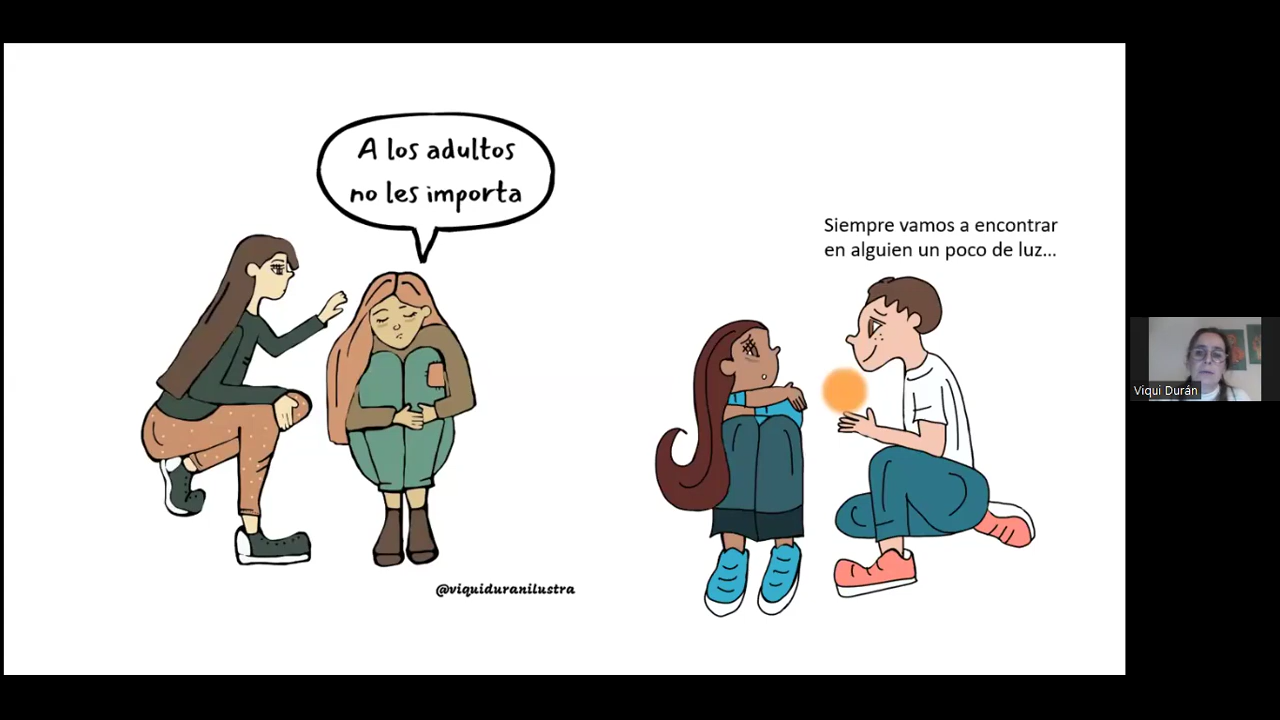 A los adultos
no les importa
Siempre vamos a encontrar
en alguien un poco de luz...
@viquiduranilustra
Viqui Durán